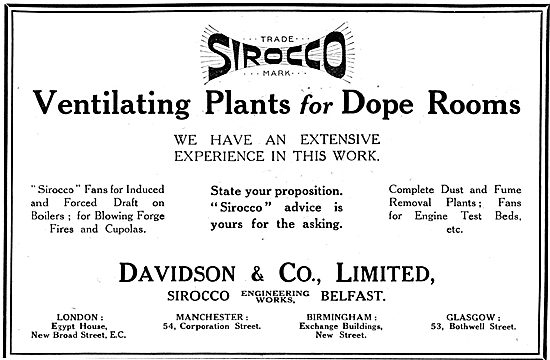 TRADE
SIROCCO
MARK
Ventilating Plants for Dope Rooms
WE HAVE AN EXTENSIVE
EXPERIENCE IN THIS WORK.
"Sirocco" Fans for Induced
and Forced Draft on
Boilers; for Blowing Forge
Fires and Cupolas.
State your proposition.
"Sirocco" advice is
yours for the asking.
Complete Dust and Fume
Removal Plants; Fans
for Engine Test Beds,
etc.
DAVIDSON & CO., LIMITED,
SIROCCO ENGINEERING WORKS, BELFAST.
LONDON:
Egypt House,
New Broad Street, E.C.
MANCHESTER:
54, Corporation Street.
BIRMINGHAM:
Exchange Buildings,
New Street.
GLASGOW:
53, Bothwell Street.